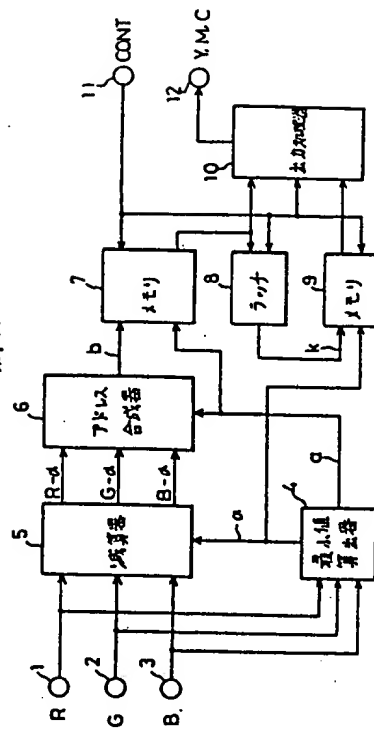 R
G
B.
1
2
3
5
減算器
4
最小値
算出器
R-α
G-α
B-α
a
a
6
アドレス
合成器
b
7
メモリ
8
ラッチ
k
9
メモリ
10
11
CONT
12
Y.M.C